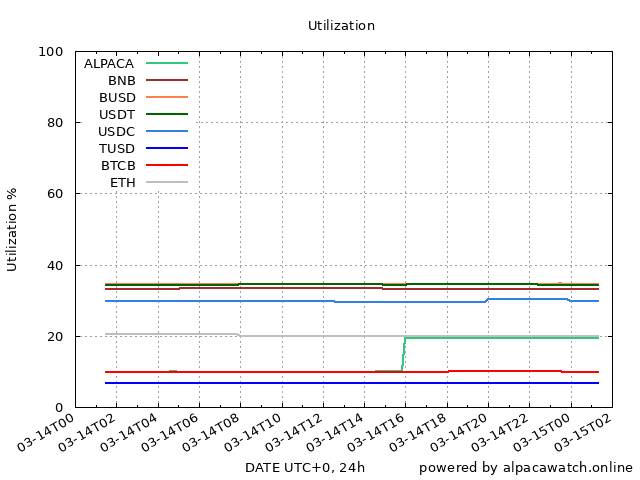 Utilization
100
80
60
40
20
0
Utilization %
ALPACA
BNB
BUSD
USDT
USDC
TUSD
BTCB
ETH
03-14T00
03-14T02
03-14T04
03-14T06
03-14T08
03-14T10
03-14T12
03-14T14
03-14T16
03-14T18
03-14T20
03-14T22
03-15T00
03-15T02
DATE UTC+0, 24h
powered by alpacawatch.online